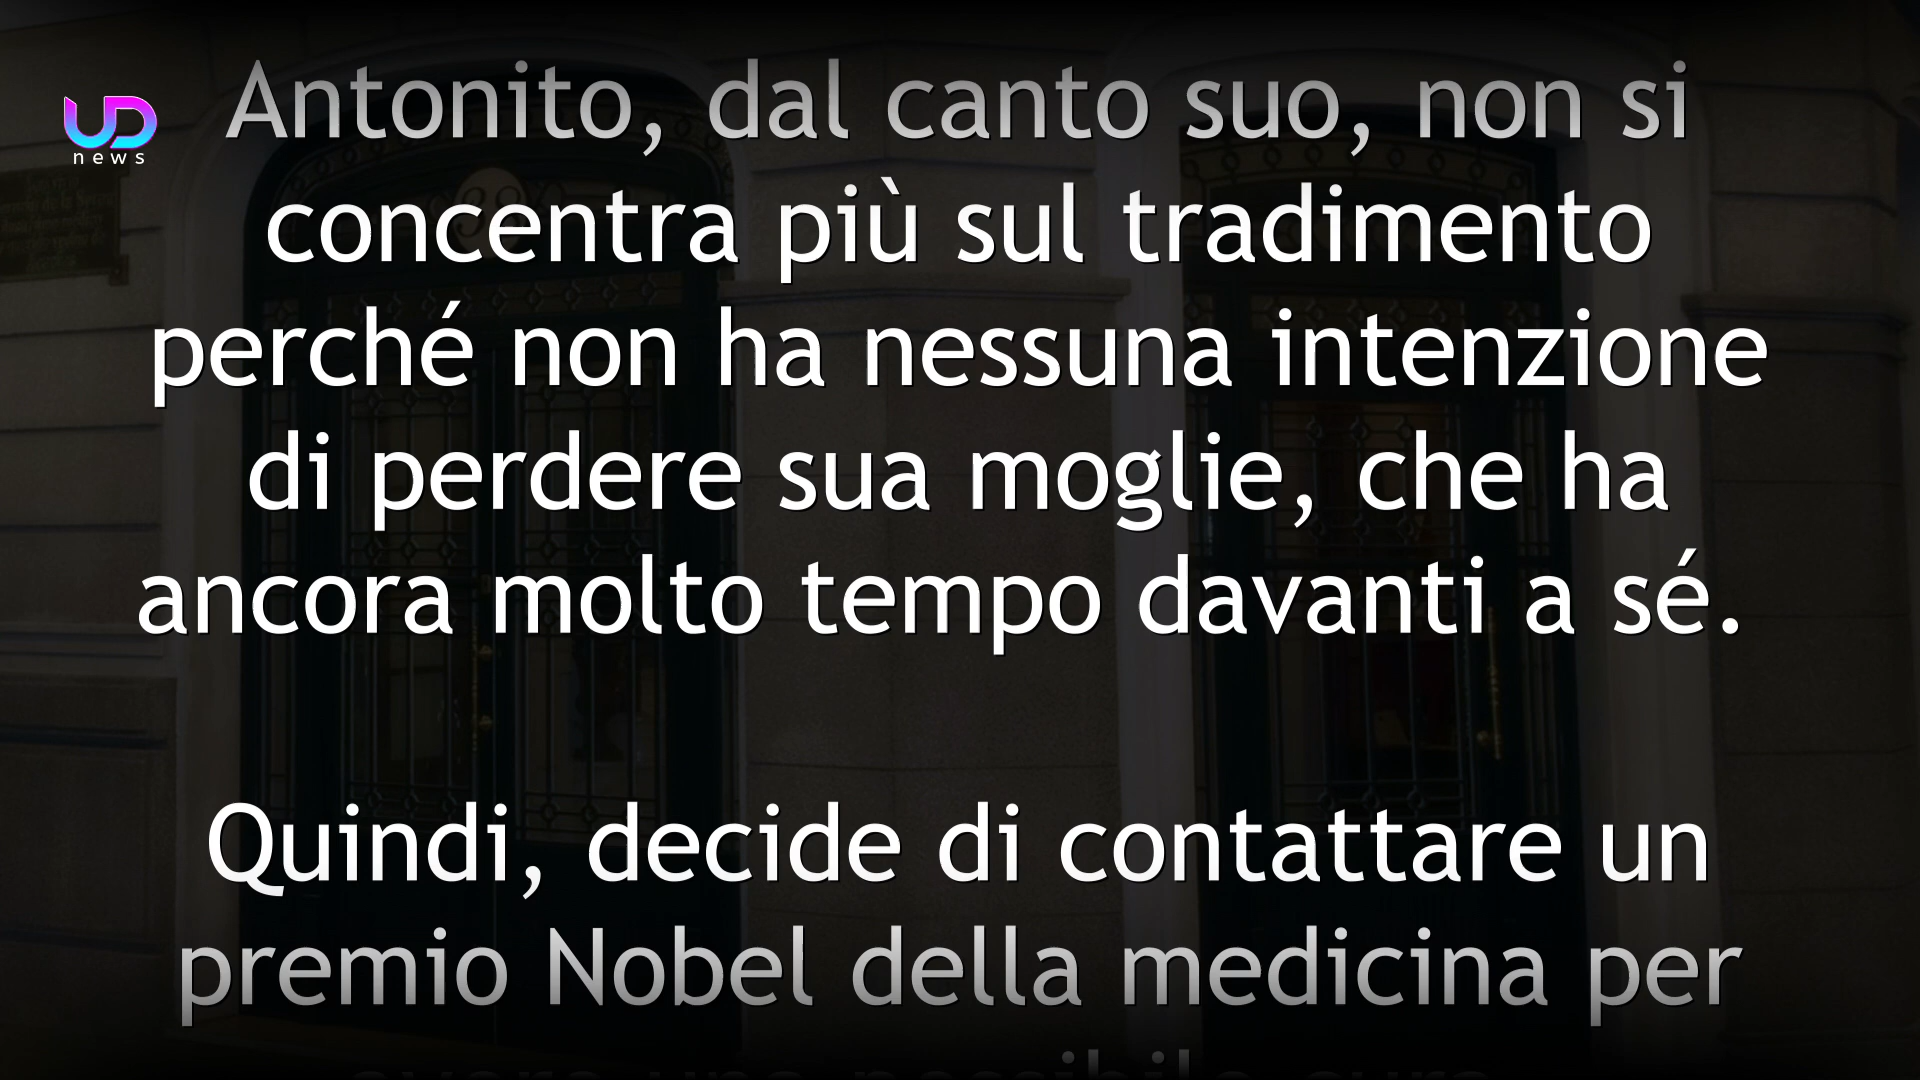 UD
news
Antonito, dal canto suo, non si
concentra più sul tradimento
perché non ha nessuna intenzione
di perdere sua moglie, che ha
ancora molto tempo davanti a sé.
Quindi, decide di contattare un
premio Nobel della medicina per